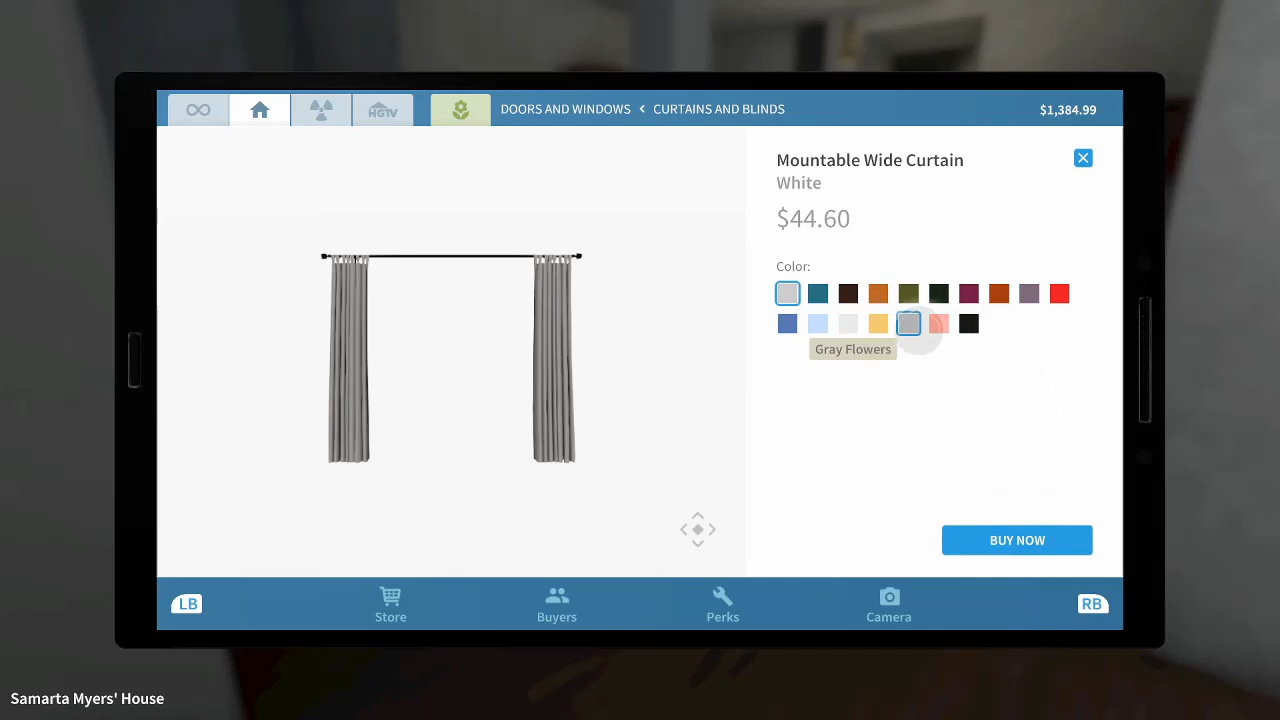 HGTV
DOORS AND WINDOWS < CURTAINS AND BLINDS
$1,384.99
Mountable Wide Curtain
White
$44.60
Color:
Gray Flowers
BUY NOW
LB
Store
Buyers
Perks
Camera
RB
Samarta Myers' House